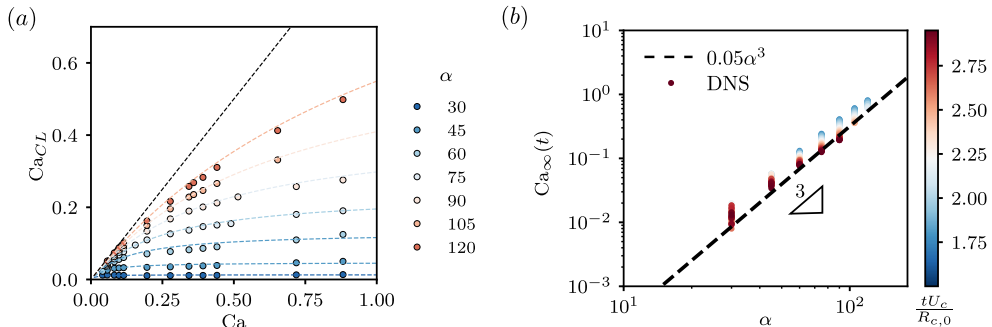 (a)
0.6
0.4
0.2
0.0
Ca_{CL}
0.00 0.25 0.50 0.75 1.00
Ca
α
30
45
60
75
90
105
120
(b)
10^1
10^0
10^{-1}
10^{-2}
10^{-3}
Ca_∞(t)
0.05α^3
DNS
3
10^1 10^2
α
2.75
2.50
2.25
2.00
1.75
tU_c
R_{c,0}